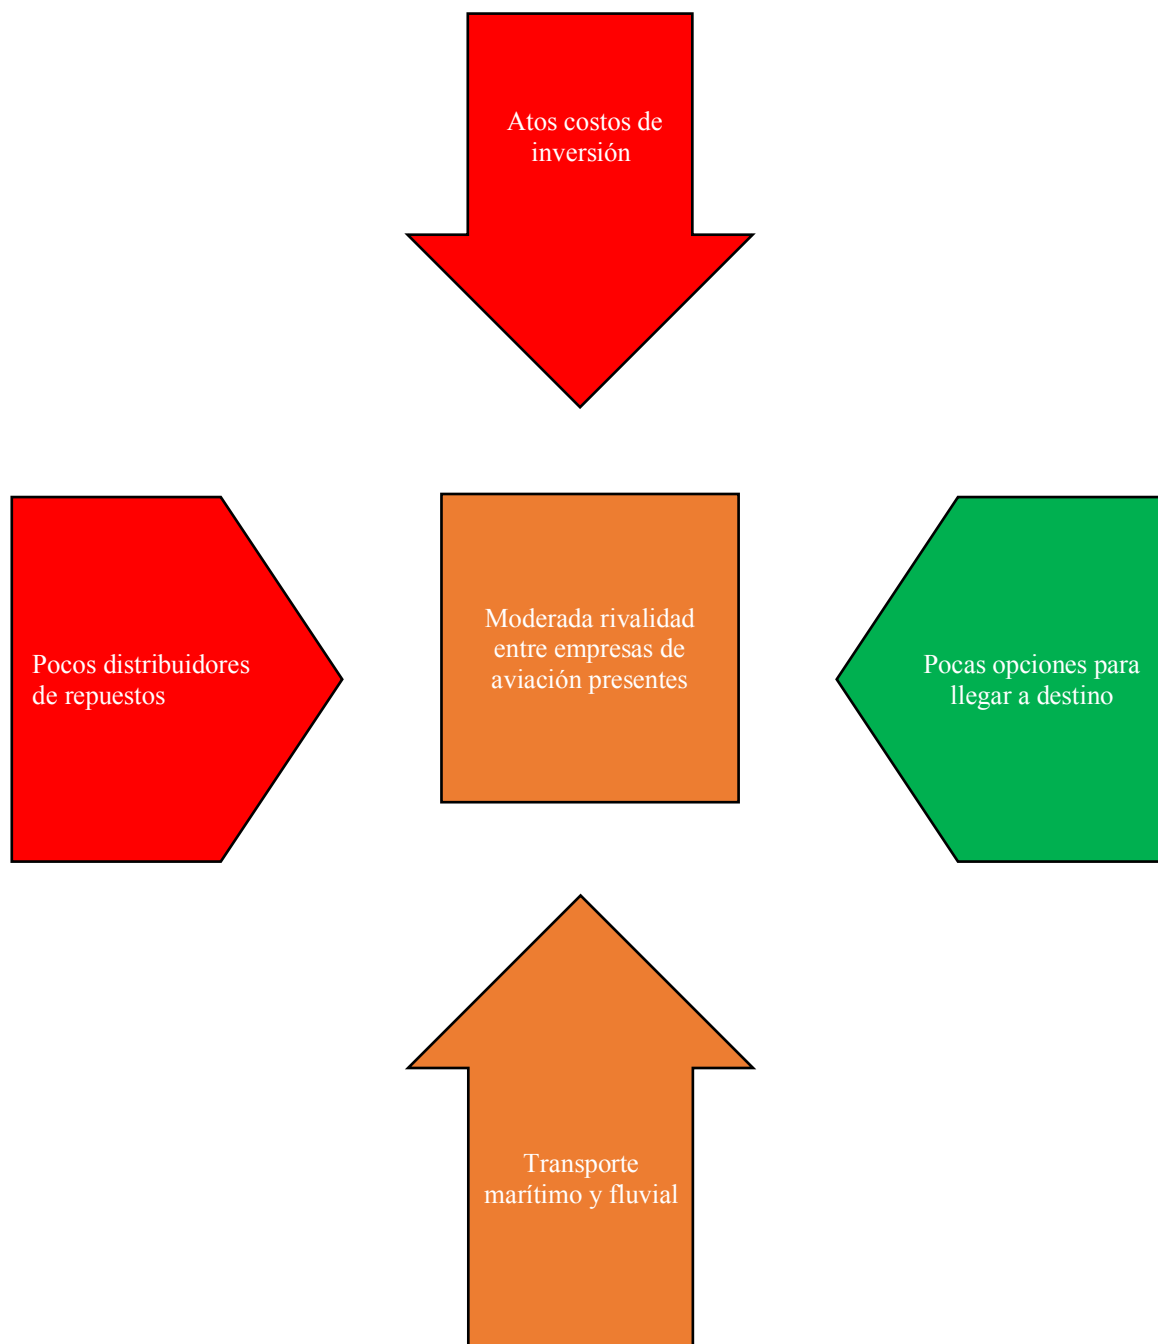 Atos costos de
inversión
Pocos distribuidores
de repuestos
Moderada rivalidad
entre empresas de
aviación presentes
Pocas opciones para
llegar a destino
Transporte
marítimo y fluvial